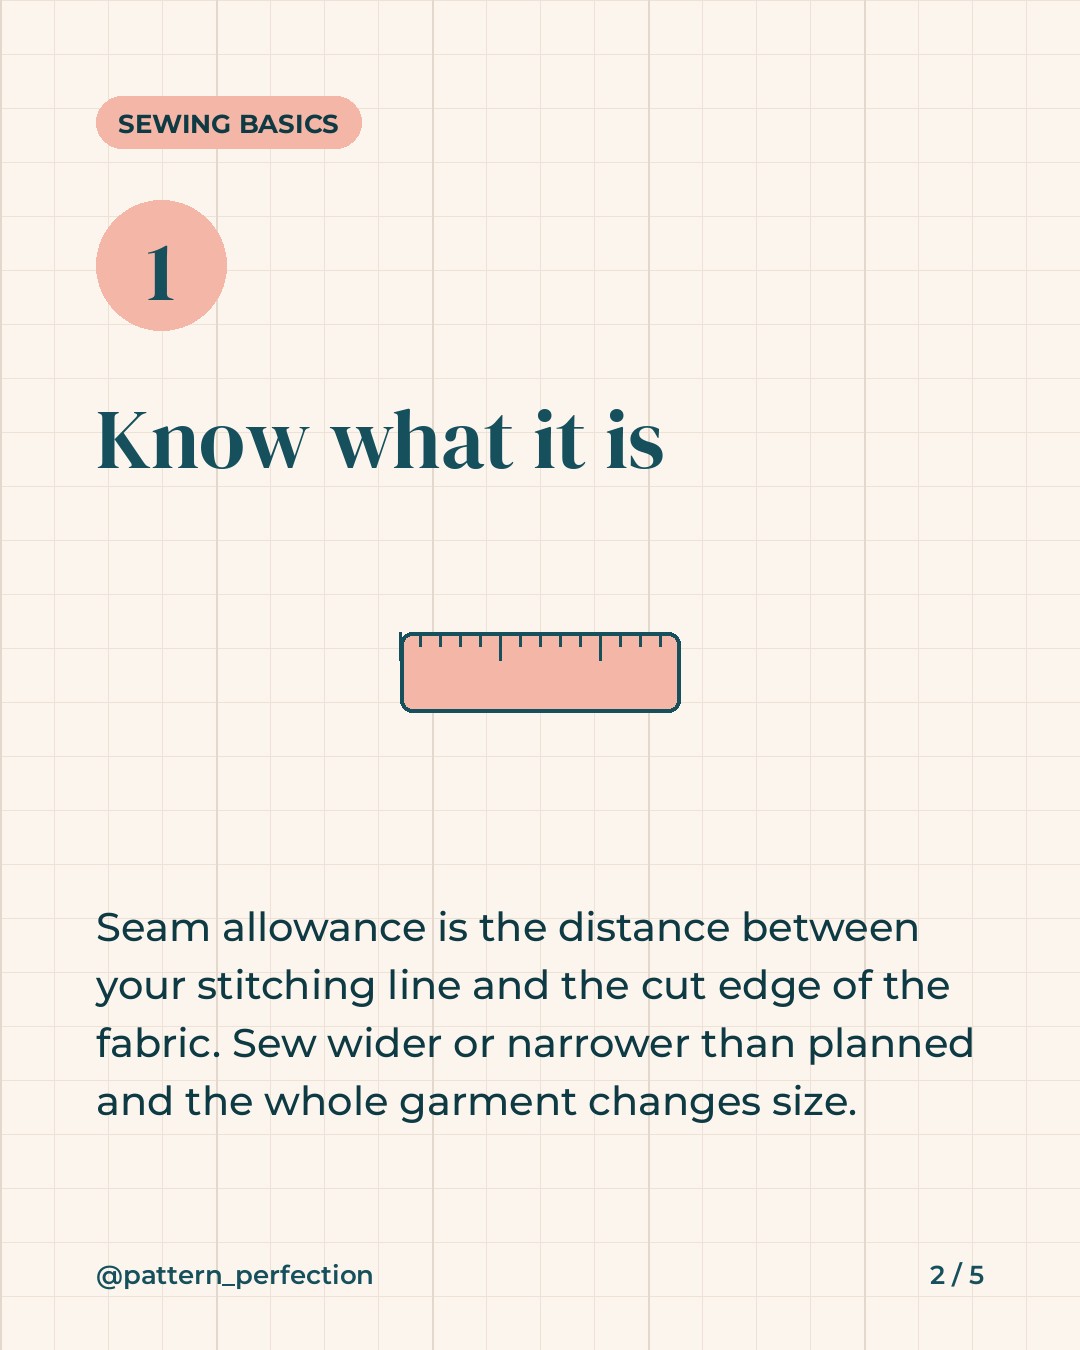 SEWING BASICS
1
Know what it is
Seam allowance is the distance between
your stitching line and the cut edge of the
fabric. Sew wider or narrower than planned
and the whole garment changes size.
@pattern_perfection
2 / 5